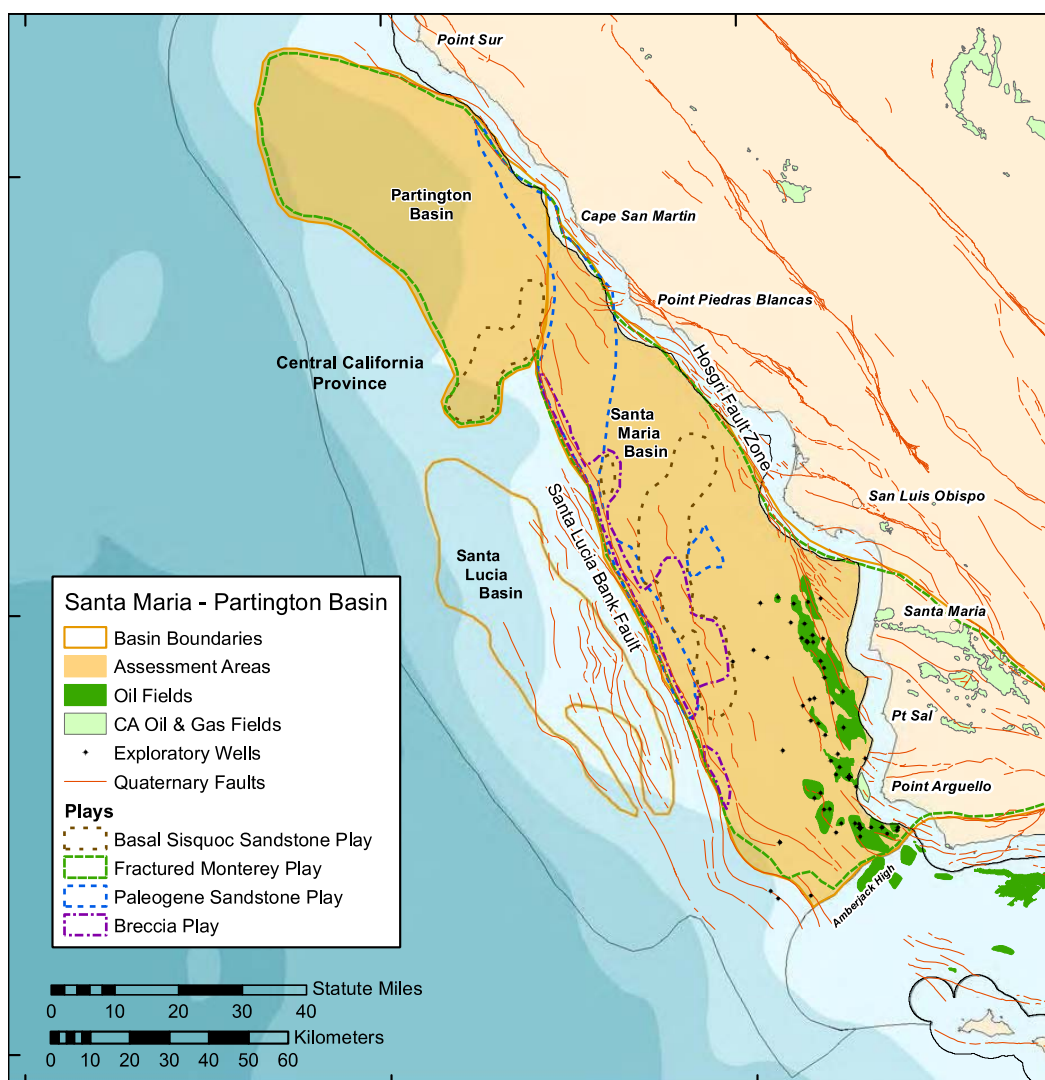 Point Sur
Partington
Basin
Cape San Martin
Point Piedras Blancas
Central California
Province
Hosgri Fault Zone
Santa
Maria
Basin
San Luis Obispo
Santa Lucia Bank Fault
Santa
Lucia
Basin
Santa Maria
Pt Sal
Point Arguello
Amberjack High
Santa Maria - Partington Basin
Basin Boundaries
Assessment Areas
Oil Fields
CA Oil & Gas Fields
Exploratory Wells
Quaternary Faults
Plays
Basal Sisquoc Sandstone Play
Fractured Monterey Play
Paleogene Sandstone Play
Breccia Play
Statute Miles
0 10 20 30 40
Kilometers
0 10 20 30 40 50 60